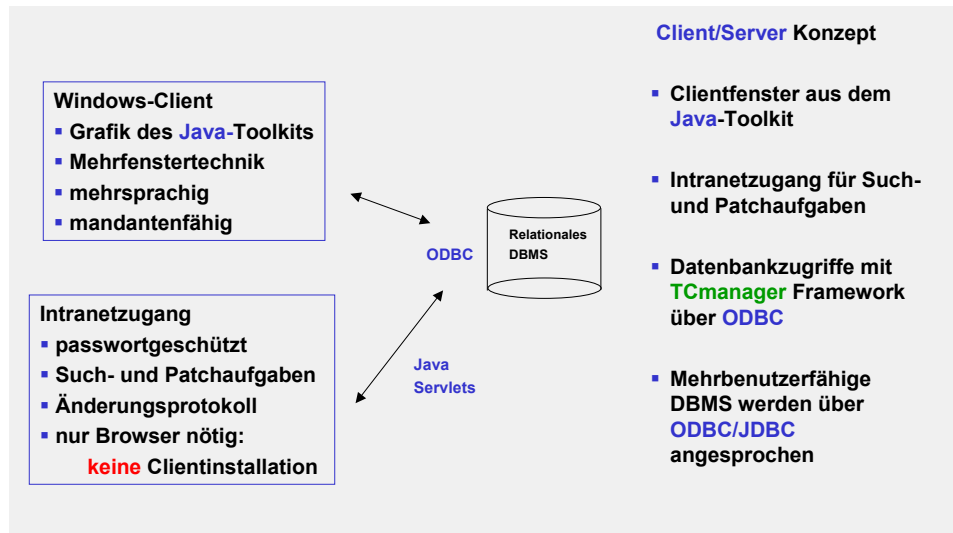 Client/Server Konzept
Windows-Client
▪ Grafik des Java-Toolkits
▪ Mehrfenstertechnik
▪ mehrsprachig
▪ mandantenfähig
Intranetzugang
▪ passwortgeschützt
▪ Such- und Patchaufgaben
▪ Änderungsprotokoll
▪ nur Browser nötig:
keine Clientinstallation
ODBC
Relationales
DBMS
Java
Servlets
▪ Clientfenster aus dem
Java-Toolkit
▪ Intranetzugang für Such-
und Patchaufgaben
▪ Datenbankzugriffe mit
TCmanager Framework
über ODBC
▪ Mehrbenutzerfähige
DBMS werden über
ODBC/JDBC
angesprochen